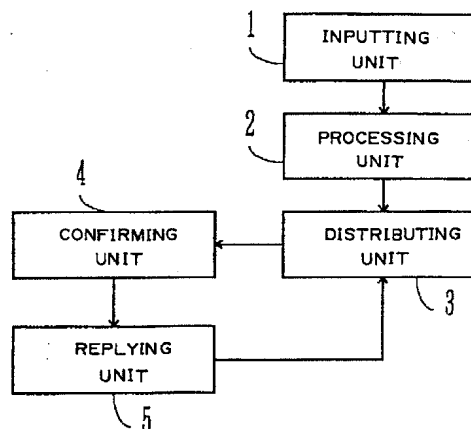 1
INPUTTING
UNIT
2
PROCESSING
UNIT
4
CONFIRMING
UNIT
DISTRIBUTING
UNIT
3
REPLYING
UNIT
5